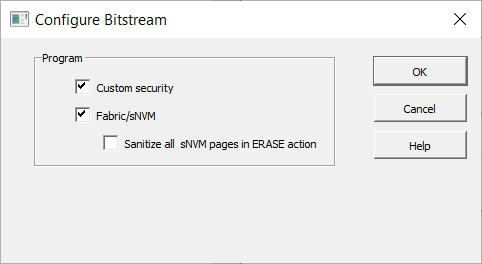 Configure Bitstream
Program
Custom security
Fabric/sNVM
Sanitize all sNVM pages in ERASE action
OK
Cancel
Help